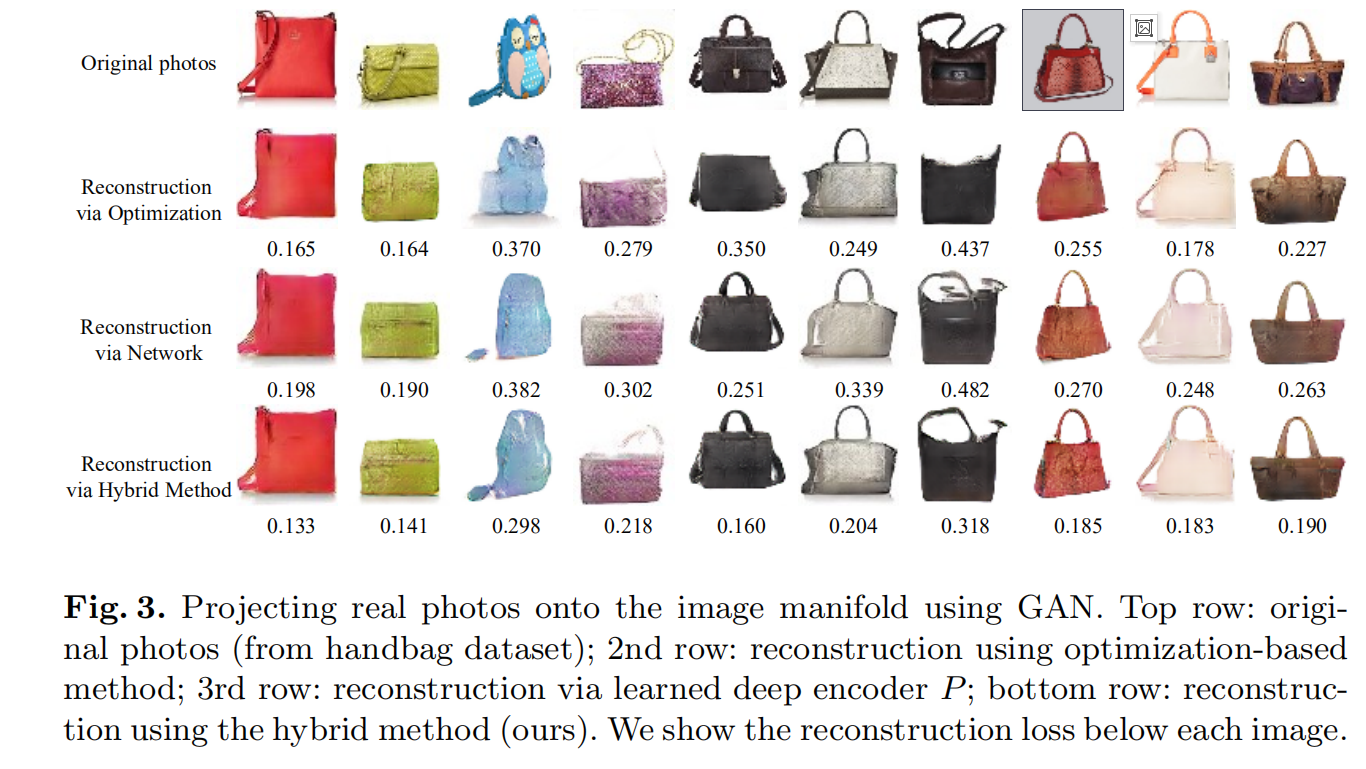 Original photos
Reconstruction
via Optimization
0.165 0.164 0.370 0.279 0.350 0.249 0.437 0.255 0.178 0.227
Reconstruction
via Network
0.198 0.190 0.382 0.302 0.251 0.339 0.482 0.270 0.248 0.263
Reconstruction
via Hybrid Method
0.133 0.141 0.298 0.218 0.160 0.204 0.318 0.185 0.183 0.190
Fig. 3. Projecting real photos onto the image manifold using GAN. Top row: origi-
nal photos (from handbag dataset); 2nd row: reconstruction using optimization-based
method; 3rd row: reconstruction via learned deep encoder P; bottom row: reconstruc-
tion using the hybrid method (ours). We show the reconstruction loss below each image.